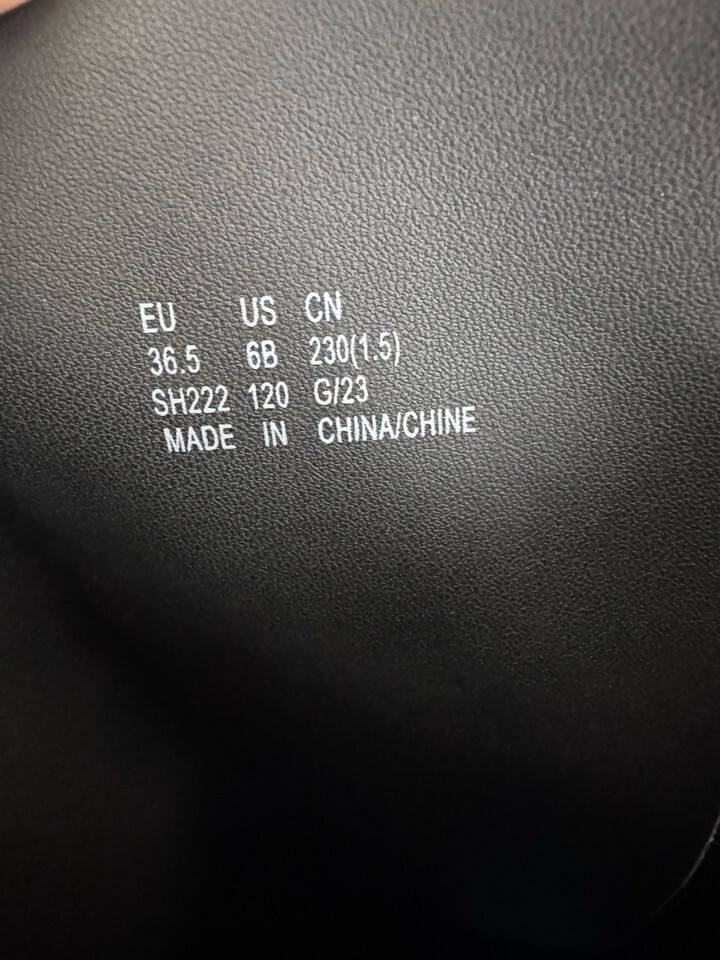 EU US CN
36.5 6B 230(1.5)
SH222 120 G/23
MADE IN CHINA/CHINE